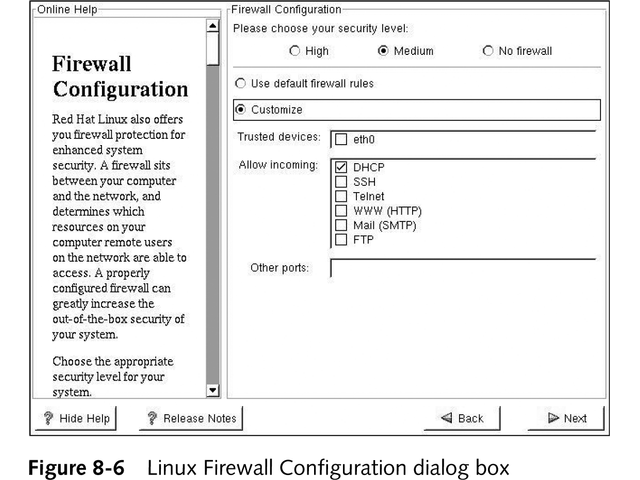 Online Help
Firewall
Configuration
Red Hat Linux also offers
you firewall protection for
enhanced system
security. A firewall sits
between your computer
and the network, and
determines which
resources on your
computer remote users
on the network are able to
access. A properly
configured firewall can
greatly increase the
out-of-the-box security of
your system.
Choose the appropriate
security level for your
system.
Firewall Configuration
Please choose your security level:
High Medium No firewall
Use default firewall rules
Customize
Trusted devices: eth0
Allow incoming: DHCP
SSH
Telnet
WWW (HTTP)
Mail (SMTP)
FTP
Other ports:
? Hide Help ? Release Notes Back Next
Figure 8-6 Linux Firewall Configuration dialog box